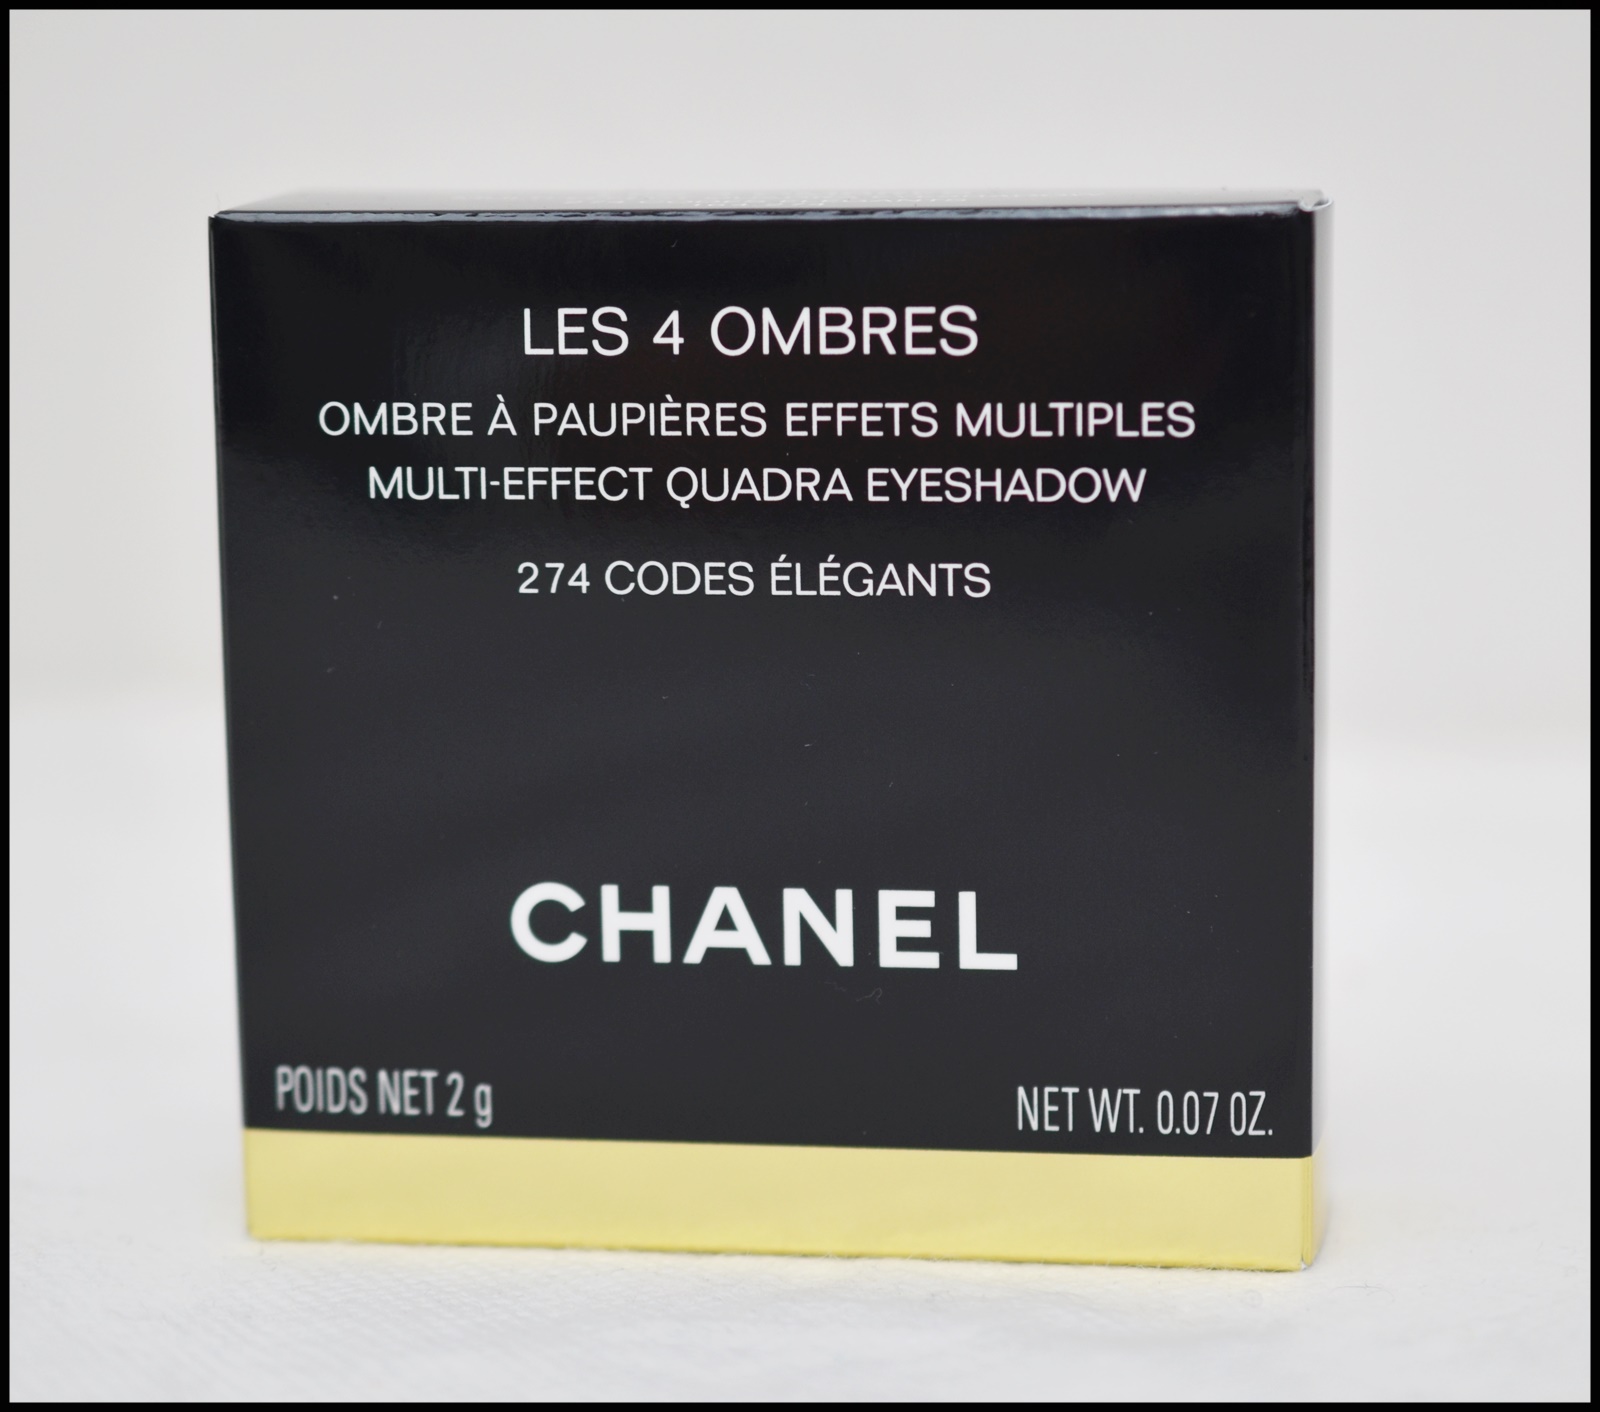 LES 4 OMBRES
OMBRE À PAUPIÈRES EFFETS MULTIPLES
MULTI-EFFECT QUADRA EYESHADOW
274 CODES ÉLÉGANTS
CHANEL
POIDS NET 2 g
NET WT. 0.07 OZ.